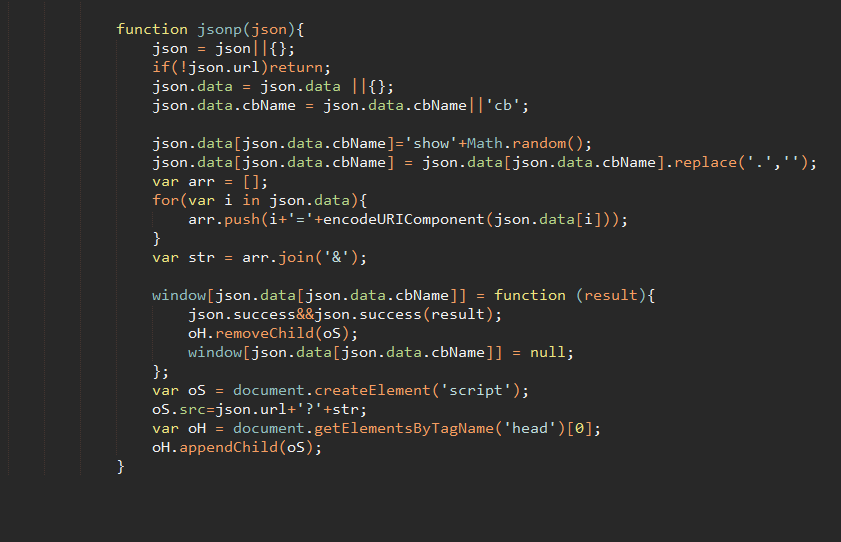 function jsonp(json){
json = json||{};
if(!json.url)return;
json.data = json.data ||{};
json.data.cbName = json.data.cbName||'cb';
json.data[json.data.cbName]='show'+Math.random();
json.data[json.data.cbName] = json.data[json.data.cbName].replace('.','');
var arr = [];
for(var i in json.data){
arr.push(i+'='+encodeURIComponent(json.data[i]));
}
var str = arr.join('&');
window[json.data[json.data.cbName]] = function (result){
json.success&&json.success(result);
oH.removeChild(oS);
window[json.data[json.data.cbName]] = null;
};
var oS = document.createElement('script');
oS.src=json.url+'?'+str;
var oH = document.getElementsByTagName('head')[0];
oH.appendChild(oS);
}